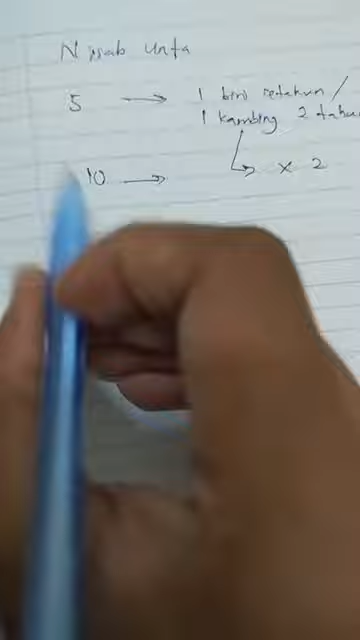 Nisab Unta
5 → 1 biri setahun /
1 kambing 2 tahun
10 → ↳ x 2